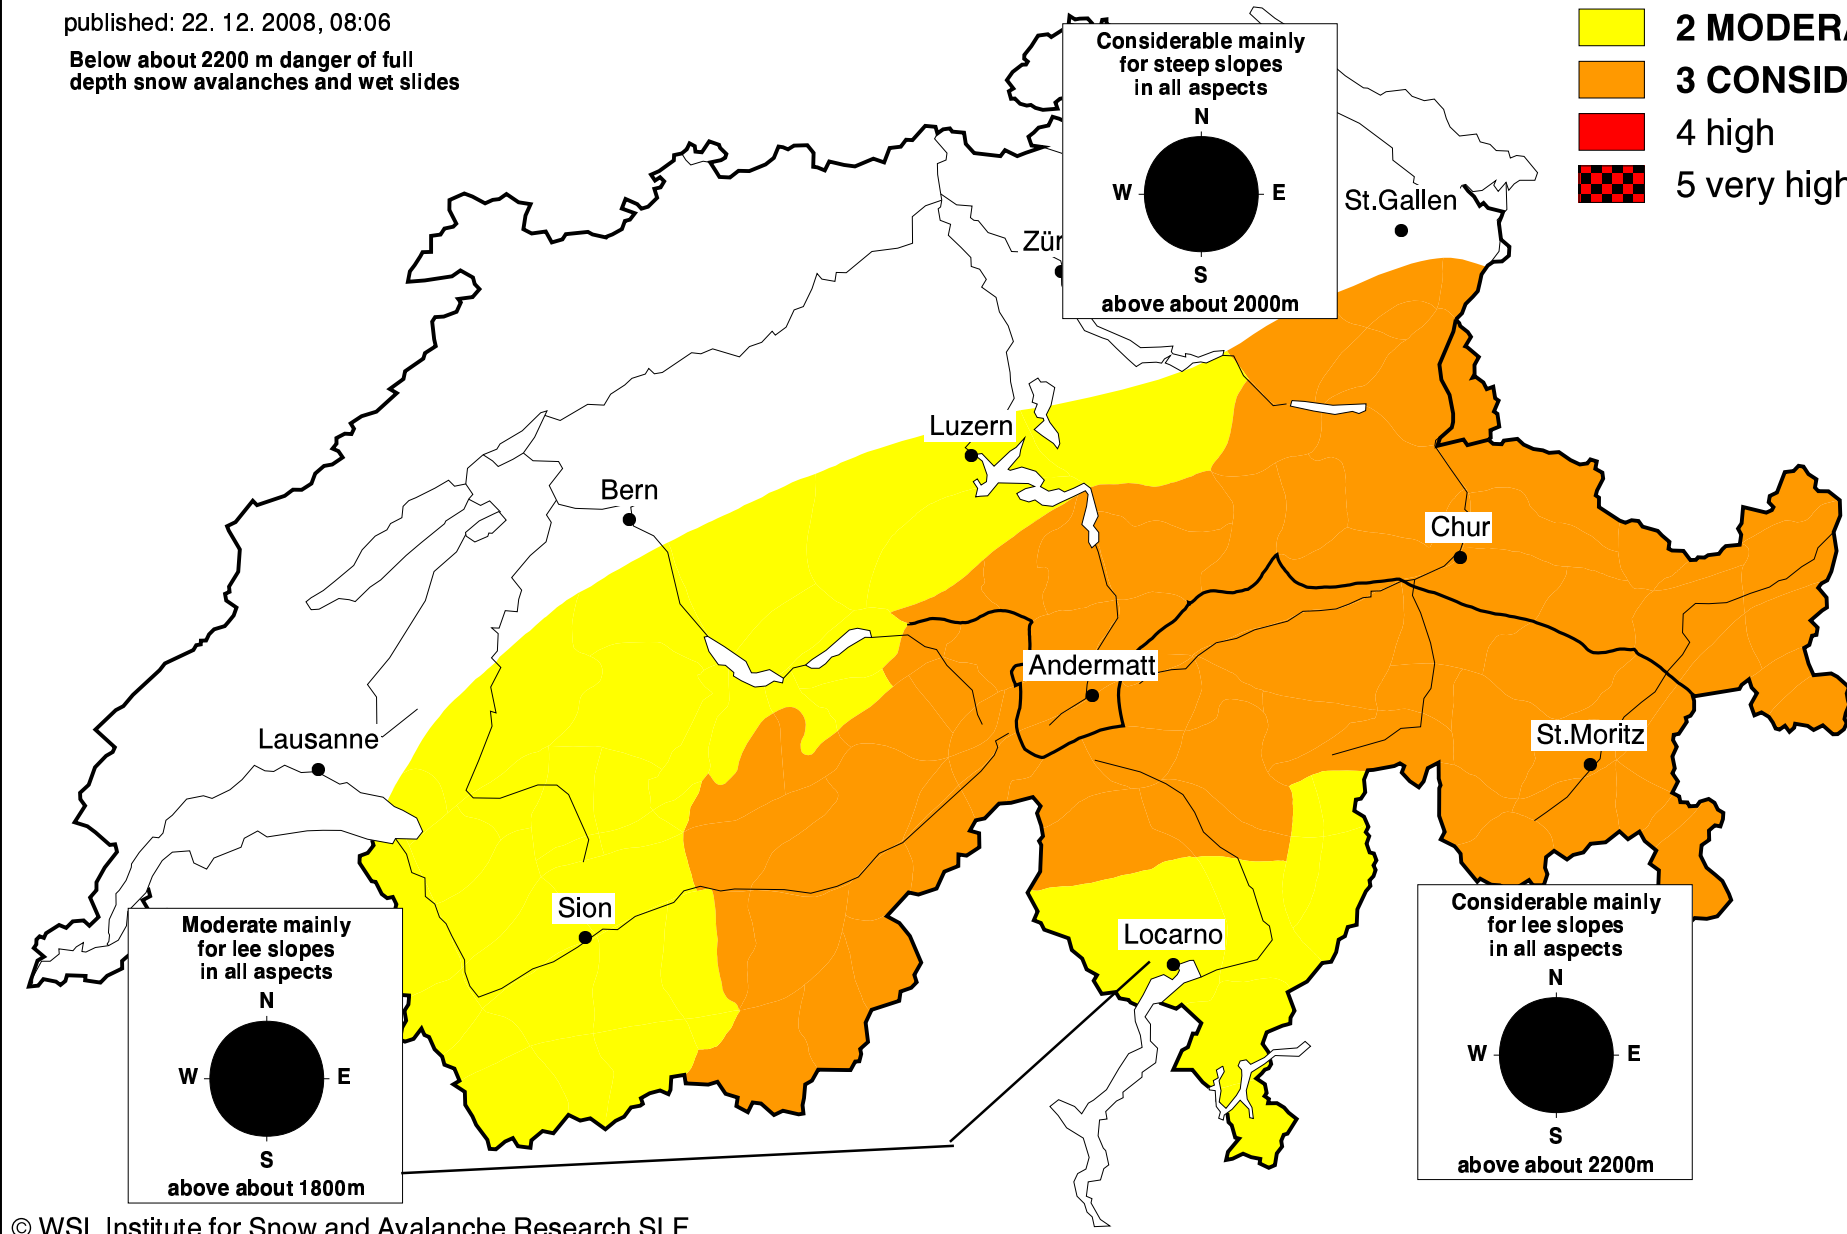 published: 22. 12. 2008, 08:06
Below about 2200 m danger of full
depth snow avalanches and wet slides
Considerable mainly
for steep slopes
in all aspects
N
W E
S
above about 2000m
2 MODERA
3 CONSID
4 high
5 very high
St.Gallen
Zür
Luzern
Bern
Chur
Andermatt
Lausanne
St.Moritz
Sion
Locarno
Moderate mainly
for lee slopes
in all aspects
N
W E
S
above about 1800m
Considerable mainly
for lee slopes
in all aspects
N
W E
S
above about 2200m
© WSL Institute for Snow and Avalanche Research SLF